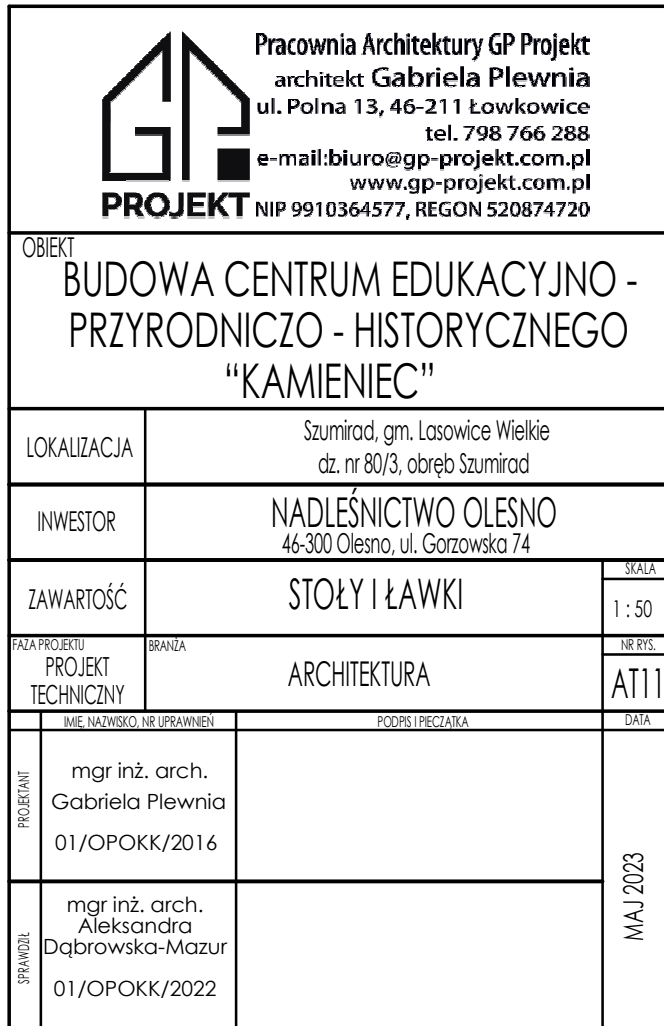 GP
PROJEKT
Pracownia Architektury GP Projekt
architekt Gabriela Plewnia
ul. Polna 13, 46-211 Łowkowice
tel. 798 766 288
e-mail:biuro@gp-projekt.com.pl
www.gp-projekt.com.pl
NIP 9910364577, REGON 520874720
OBIEKT
BUDOWA CENTRUM EDUKACYJNO -
PRZYRODNICZO - HISTORYCZNEGO
“KAMIENIEC”
LOKALIZACJA
Szumirad, gm. Lasowice Wielkie
dz. nr 80/3, obręb Szumirad
INWESTOR
NADLEŚNICTWO OLESNO
46-300 Olesno, ul. Gorzowska 74
ZAWARTOŚĆ
STOŁY I ŁAWKI
SKALA
1 : 50
FAZA PROJEKTU
PROJEKT
TECHNICZNY
BRANŻA
ARCHITEKTURA
NR RYS.
AT11
IMIĘ, NAZWISKO, NR UPRAWNIEŃ
PODPIS I PIECZĄTKA
DATA
PROJEKTANT
mgr inż. arch.
Gabriela Plewnia
01/OPOKK/2016
MAJ 2023
SPRAWDZIŁ
mgr inż. arch.
Aleksandra
Dąbrowska-Mazur
01/OPOKK/2022